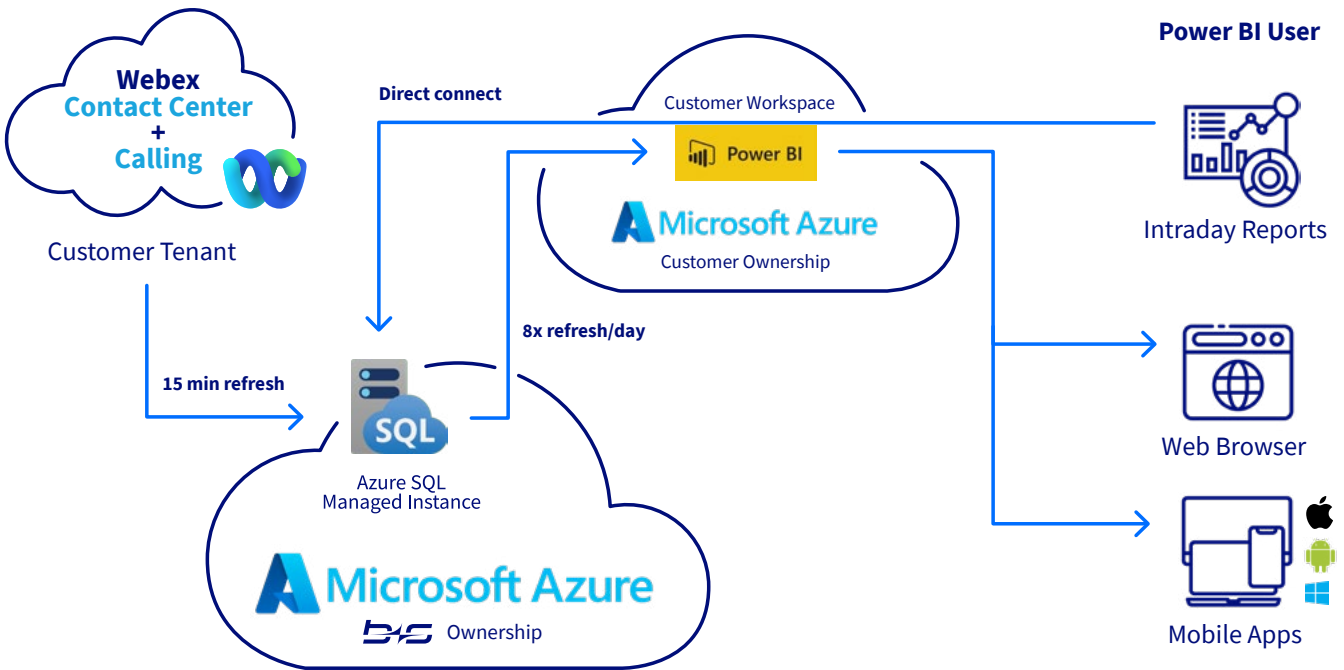 Power BI User
Webex
Contact Center
+
Calling
Direct connect
Customer Workspace
Power BI
Microsoft Azure
Customer Ownership
Intraday Reports
Customer Tenant
8x refresh/day
15 min refresh
SQL
Azure SQL
Managed Instance
Web Browser
Microsoft Azure
Ownership
Mobile Apps